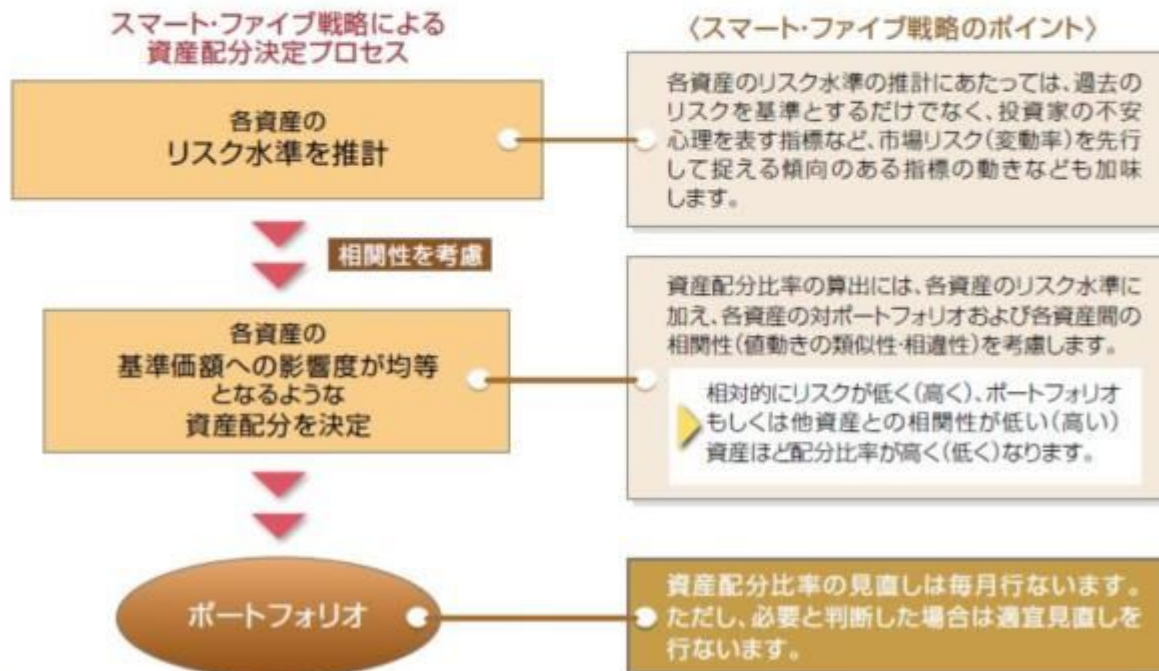 スマート・ファイブ戦略による
資産配分決定プロセス
〈スマート・ファイブ戦略のポイント〉
各資産の
リスク水準を推計
各資産のリスク水準の推計にあたっては、過去の
リスクを基準とするだけでなく、投資家の不安
心理を表す指標など、市場リスク(変動率)を先行
して捉える傾向のある指標の動きなども加味
します。
相関性を考慮
各資産の
基準価額への影響度が均等
となるような
資産配分を決定
資産配分比率の算出には、各資産のリスク水準に
加え、各資産の対ポートフォリオおよび各資産間の
相関性(値動きの類似性・相違性)を考慮します。
相対的にリスクが低く(高く)、ポートフォリオ
もしくは他資産との相関性が低い(高い)
資産ほど配分比率が高く(低く)なります。
ポートフォリオ
資産配分比率の見直しは毎月行ないます。
ただし、必要と判断した場合は適宜見直しを
行ないます。